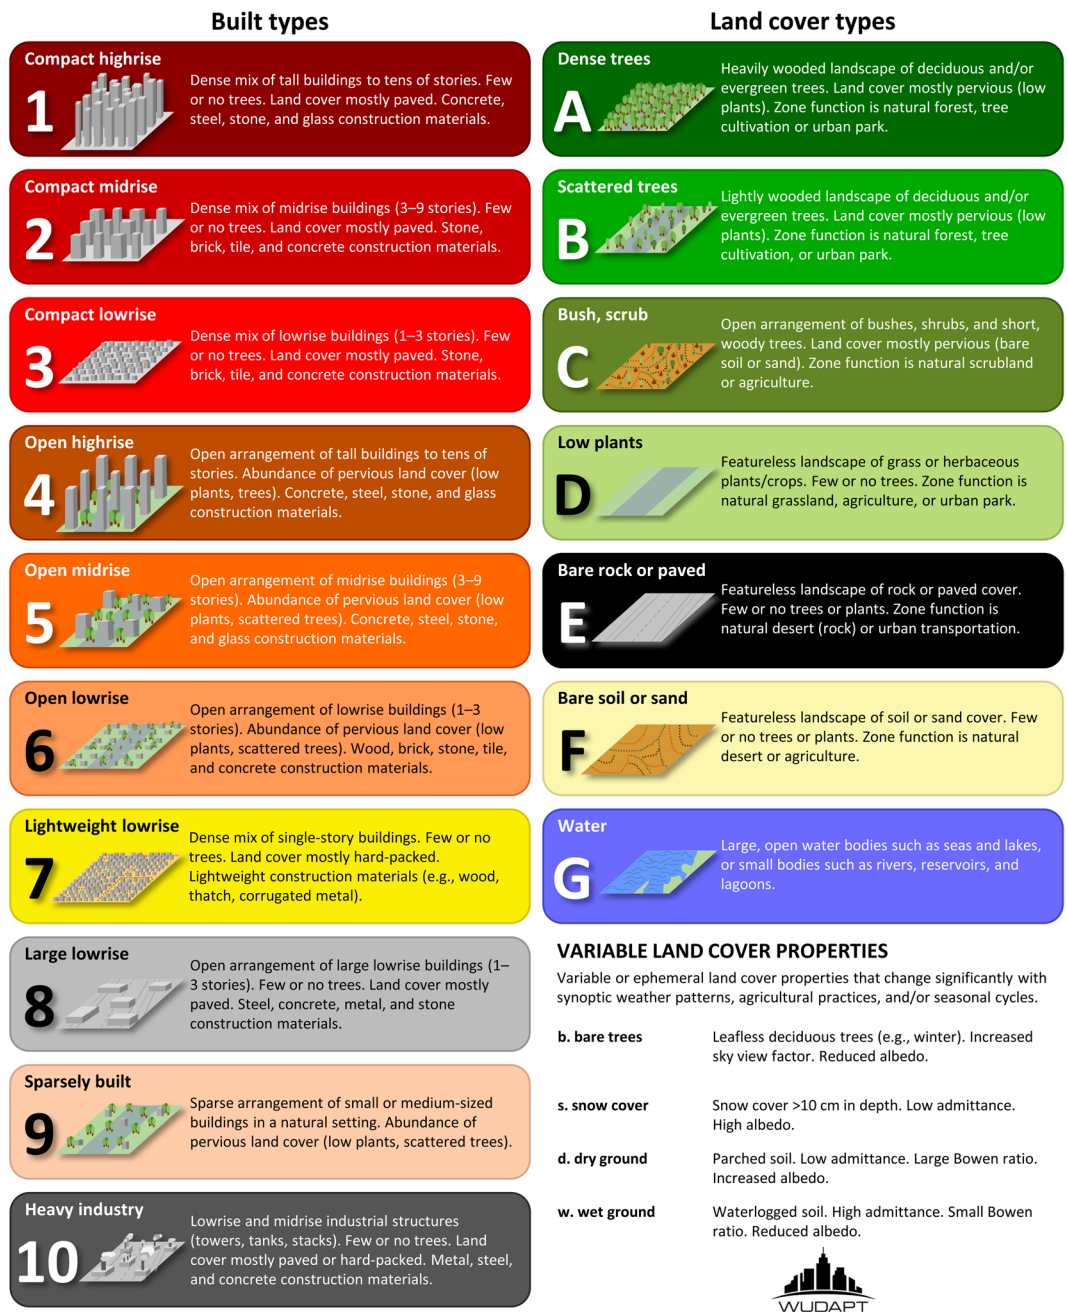 Built types
Compact highrise
1
Dense mix of tall buildings to tens of stories. Few
or no trees. Land cover mostly paved. Concrete,
steel, stone, and glass construction materials.
Compact midrise
2
Dense mix of midrise buildings (3–9 stories). Few
or no trees. Land cover mostly paved. Stone,
brick, tile, and concrete construction materials.
Compact lowrise
3
Dense mix of lowrise buildings (1–3 stories). Few
or no trees. Land cover mostly paved. Stone,
brick, tile, and concrete construction materials.
Open highrise
4
Open arrangement of tall buildings to tens of
stories. Abundance of pervious land cover (low
plants, trees). Concrete, steel, stone, and glass
construction materials.
Open midrise
5
Open arrangement of midrise buildings (3–9
stories). Abundance of pervious land cover (low
plants, scattered trees). Concrete, steel, stone,
and glass construction materials.
Open lowrise
6
Open arrangement of lowrise buildings (1–3
stories). Abundance of pervious land cover (low
plants, scattered trees). Wood, brick, stone, tile,
and concrete construction materials.
Lightweight lowrise
7
Dense mix of single-story buildings. Few or no
trees. Land cover mostly hard-packed.
Lightweight construction materials (e.g., wood,
thatch, corrugated metal).
Large lowrise
8
Open arrangement of large lowrise buildings (1–
3 stories). Few or no trees. Land cover mostly
paved. Steel, concrete, metal, and stone
construction materials.
Sparsely built
9
Sparse arrangement of small or medium-sized
buildings in a natural setting. Abundance of
pervious land cover (low plants, scattered trees).
Heavy industry
10
Lowrise and midrise industrial structures
(towers, tanks, stacks). Few or no trees. Land
cover mostly paved or hard-packed. Metal, steel,
and concrete construction materials.
Land cover types
Dense trees
A
Heavily wooded landscape of deciduous and/or
evergreen trees. Land cover mostly pervious (low
plants). Zone function is natural forest, tree
cultivation or urban park.
Scattered trees
B
Lightly wooded landscape of deciduous and/or
evergreen trees. Land cover mostly pervious (low
plants). Zone function is natural forest, tree
cultivation, or urban park.
Bush, scrub
C
Open arrangement of bushes, shrubs, and short,
woody trees. Land cover mostly pervious (bare
soil or sand). Zone function is natural scrubland
or agriculture.
Low plants
D
Featureless landscape of grass or herbaceous
plants/crops. Few or no trees. Zone function is
natural grassland, agriculture, or urban park.
Bare rock or paved
E
Featureless landscape of rock or paved cover.
Few or no trees or plants. Zone function is
natural desert (rock) or urban transportation.
Bare soil or sand
F
Featureless landscape of soil or sand cover. Few
or no trees or plants. Zone function is natural
desert or agriculture.
Water
G
Large, open water bodies such as seas and lakes,
or small bodies such as rivers, reservoirs, and
lagoons.
VARIABLE LAND COVER PROPERTIES
Variable or ephemeral land cover properties that change significantly with
synoptic weather patterns, agricultural practices, and/or seasonal cycles.
b. bare trees
Leafless deciduous trees (e.g., winter). Increased
sky view factor. Reduced albedo.
s. snow cover
Snow cover >10 cm in depth. Low admittance.
High albedo.
d. dry ground
Parched soil. Low admittance. Large Bowen ratio.
Increased albedo.
w. wet ground
Waterlogged soil. High admittance. Small Bowen
ratio. Reduced albedo.
WUDAPT